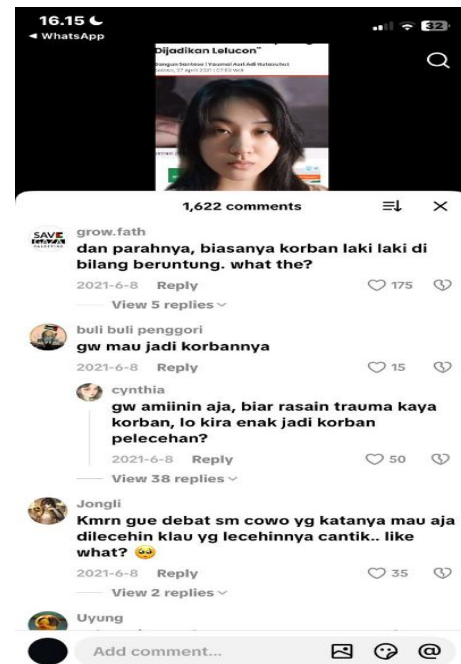 16.15
WhatsApp
32
Dijadikan Lelucon"
1,622 comments
SAVE
GAZA
grow.fath
dan parahnya, biasanya korban laki laki di
bilang beruntung. what the?
2021-6-8 Reply 175
View 5 replies
buli buli penggori
gw mau jadi korbannya
2021-6-8 Reply 15
cynthia
gw amiinin aja, biar rasain trauma kaya
korban, lo kira enak jadi korban
pelecehan?
2021-6-8 Reply 50
View 38 replies
Jongli
Kmrn gue debat sm cowo yg katanya mau aja
dilecehin klau yg lecehinnya cantik.. like
what? 🥺
2021-6-8 Reply 35
View 2 replies
Uyung
Add comment...